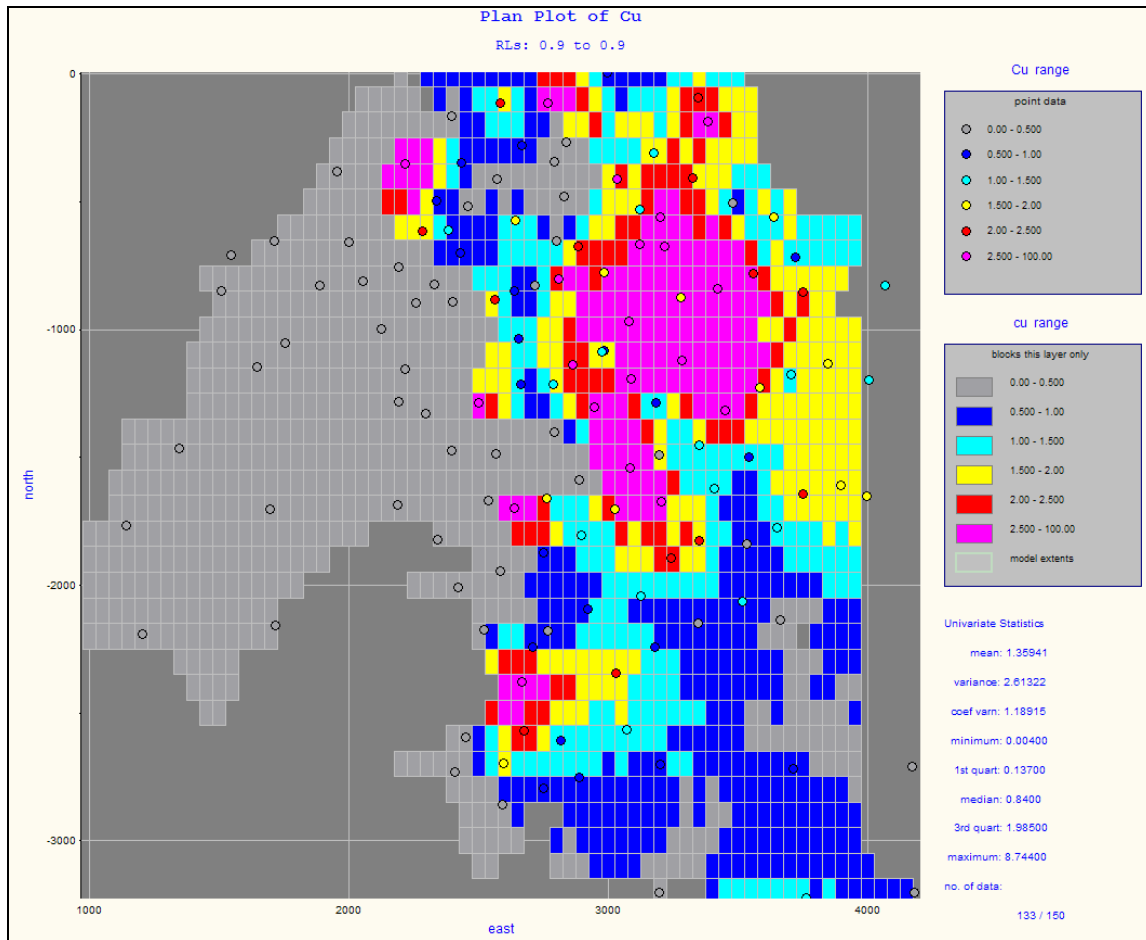 Plan Plot of Cu
RLs: 0.9 to 0.9
0
-1000
-2000
-3000
north
1000
2000
3000
4000
east
Cu range
point data
0.00 - 0.500
0.500 - 1.00
1.00 - 1.500
1.500 - 2.00
2.00 - 2.500
2.500 - 100.00
cu range
blocks this layer only
0.00 - 0.500
0.500 - 1.00
1.00 - 1.500
1.500 - 2.00
2.00 - 2.500
2.500 - 100.00
model extents
Univariate Statistics
mean: 1.35941
variance: 2.61322
coef varn: 1.18915
minimum: 0.00400
1st quart: 0.13700
median: 0.8400
3rd quart: 1.98500
maximum: 8.74400
no. of data:
133 / 150